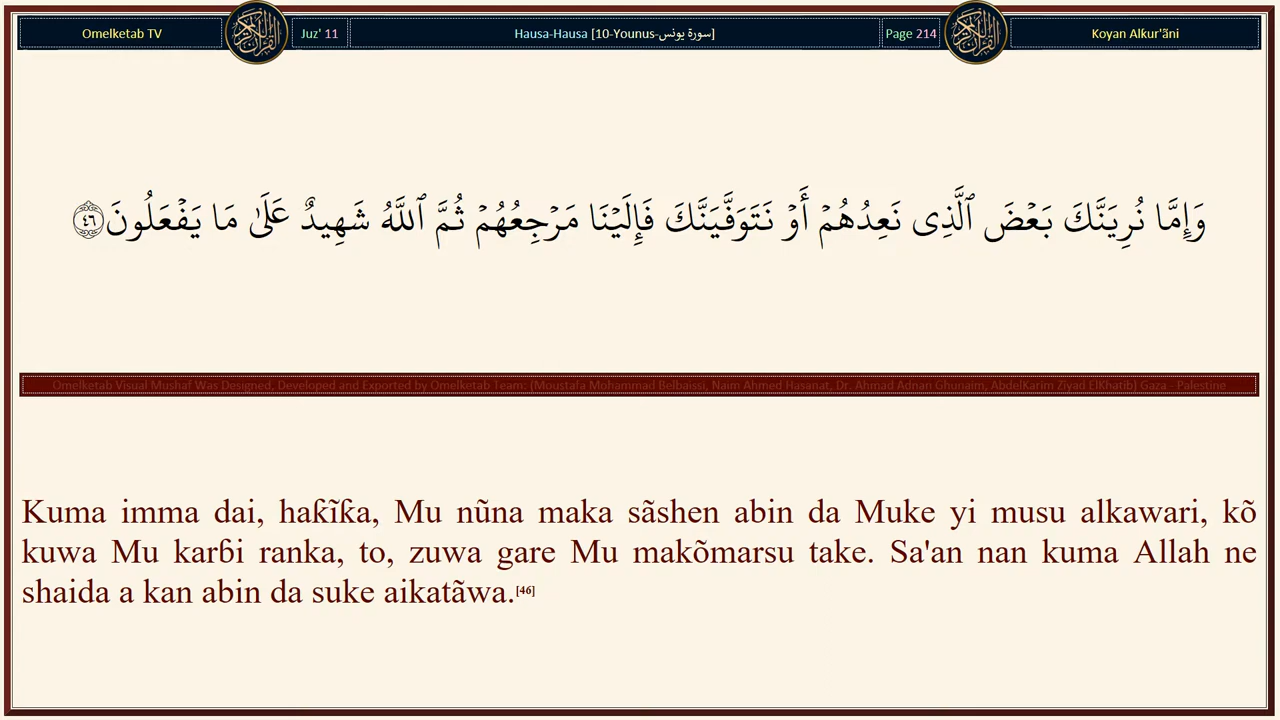 Omelketab TV
Juz' 11
Hausa-Hausa [10-Younus-سورة يونس]
Page 214
Koyan Alƙur'ãni
وَإِمَّا نُرِيَنَّكَ بَعۡضَ ٱلَّذِى نَعِدُهُمۡ أَوۡ نَتَوَفَّيَنَّكَ فَإِلَيۡنَا مَرۡجِعُهُمۡ ثُمَّ ٱللَّهُ شَهِيدٌ عَلَىٰ مَا يَفۡعَلُونَ ٤٦
Omelketab Visual Mushaf Was Designed, Developed and Exported by Omelketab Team: (Moustafa Mohammad Belbaissi, Naim Ahmed Hasanat, Dr. Ahmad Adnan Ghunaim, AbdelKarim Ziyad ElKhatib) Gaza - Palestine
Kuma imma dai, haƙĩƙa, Mu nũna maka sãshen abin da Muke yi musu alkawari, kõ
kuwa Mu karɓi ranka, to, zuwa gare Mu makõmarsu take. Sa'an nan kuma Allah ne
shaida a kan abin da suke aikatãwa.[46]